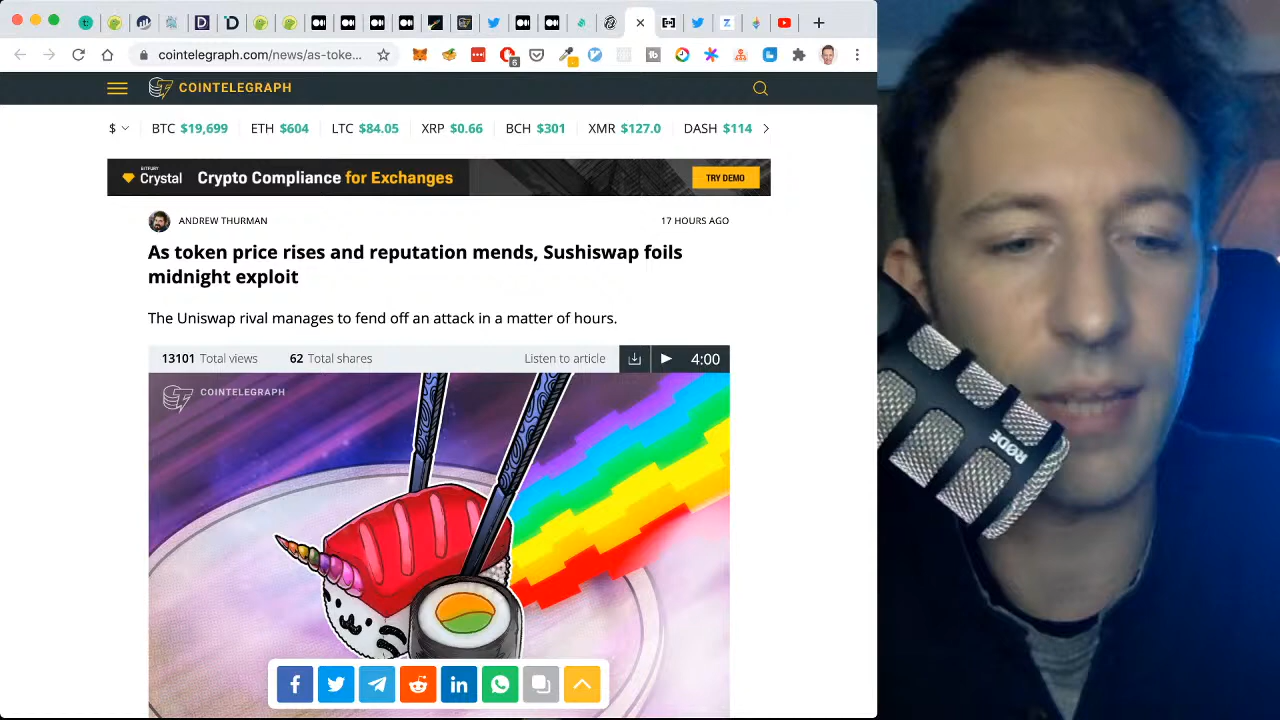 cointelegraph.com/news/as-toke...
6
COINTELEGRAPH
$ BTC $19,699 ETH $604 LTC $84.05 XRP $0.66 BCH $301 XMR $127.0 DASH $114
BITFURY
Crystal Crypto Compliance for Exchanges TRY DEMO
ANDREW THURMAN 17 HOURS AGO
As token price rises and reputation mends, Sushiswap foils
midnight exploit
The Uniswap rival manages to fend off an attack in a matter of hours.
13101 Total views 62 Total shares Listen to article 4:00
COINTELEGRAPH
RØDE